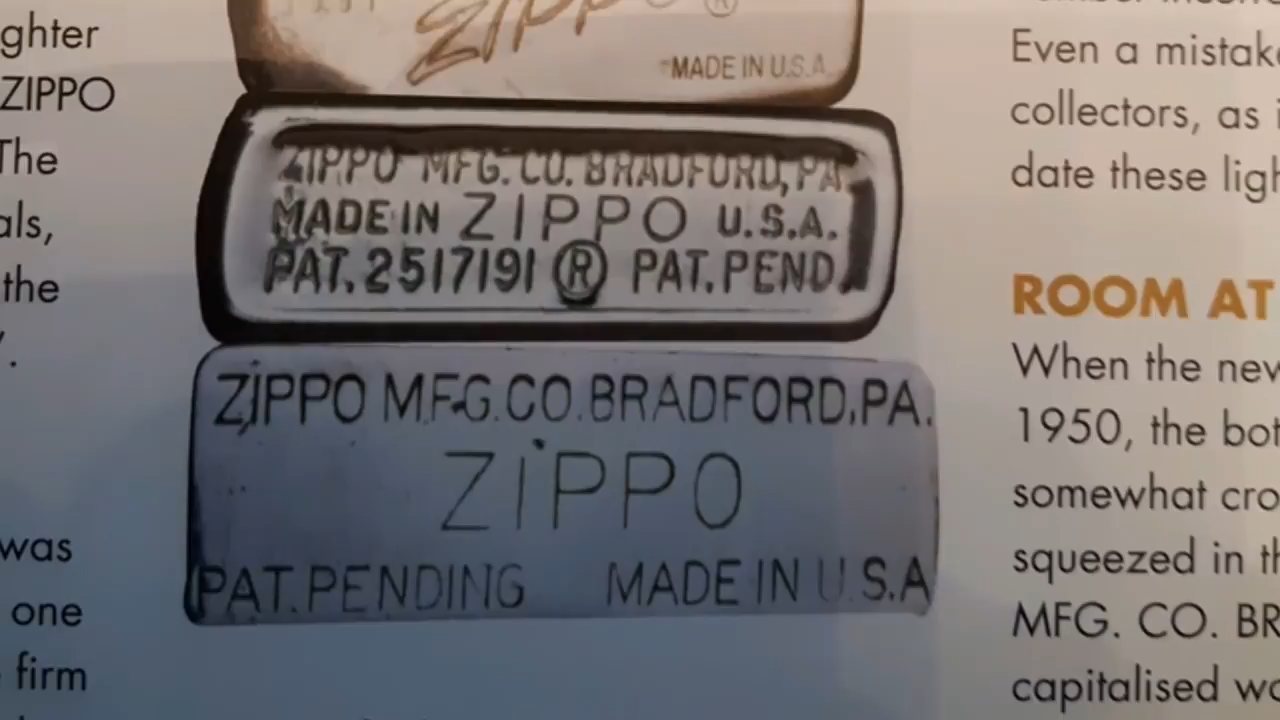 ghter
ZIPPO
The
als,
the
was
one
firm
Zippo ®
MADE IN U.S.A.
ZIPPO MFG. CO. BRADFORD, PA.
MADE IN ZIPPO U.S.A.
PAT. 2517191 ® PAT. PEND.
ZIPPO MFG. CO. BRADFORD, PA.
ZIPPO
PAT. PENDING MADE IN U.S.A
Even a mistake
collectors, as i
date these ligh
ROOM AT
When the new
1950, the bot
somewhat cro
squeezed in th
MFG. CO. BR
capitalised wo